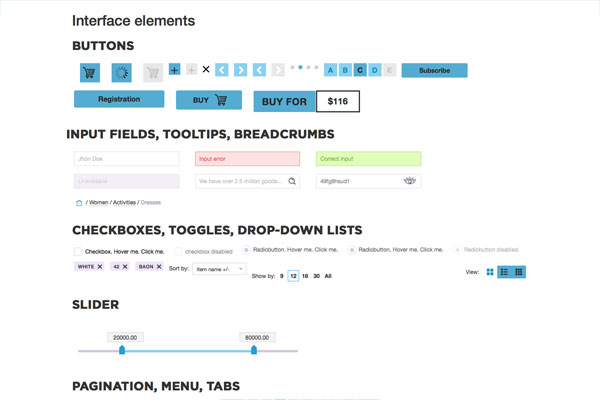 Interface elements
BUTTONS
A B C D E Subscribe
Registration BUY BUY FOR $116
INPUT FIELDS, TOOLTIPS, BREADCRUMBS
Jhon Doe Input error Correct input
Unavailable We have over 2.5 million goods... 49fg6hsud1
/ Women / Activities / Dresses
CHECKBOXES, TOGGLES, DROP-DOWN LISTS
Checkbox. Hover me. Click me. checkbox disabled Radiobutton. Hover me. Click me. Radiobutton. Hover me. Click me. Radiobutton disabled.
WHITE 42 BAON Sort by: Item name +/- Show by: 9 12 18 30 All View:
SLIDER
20000.00 80000.00
PAGINATION, MENU, TABS